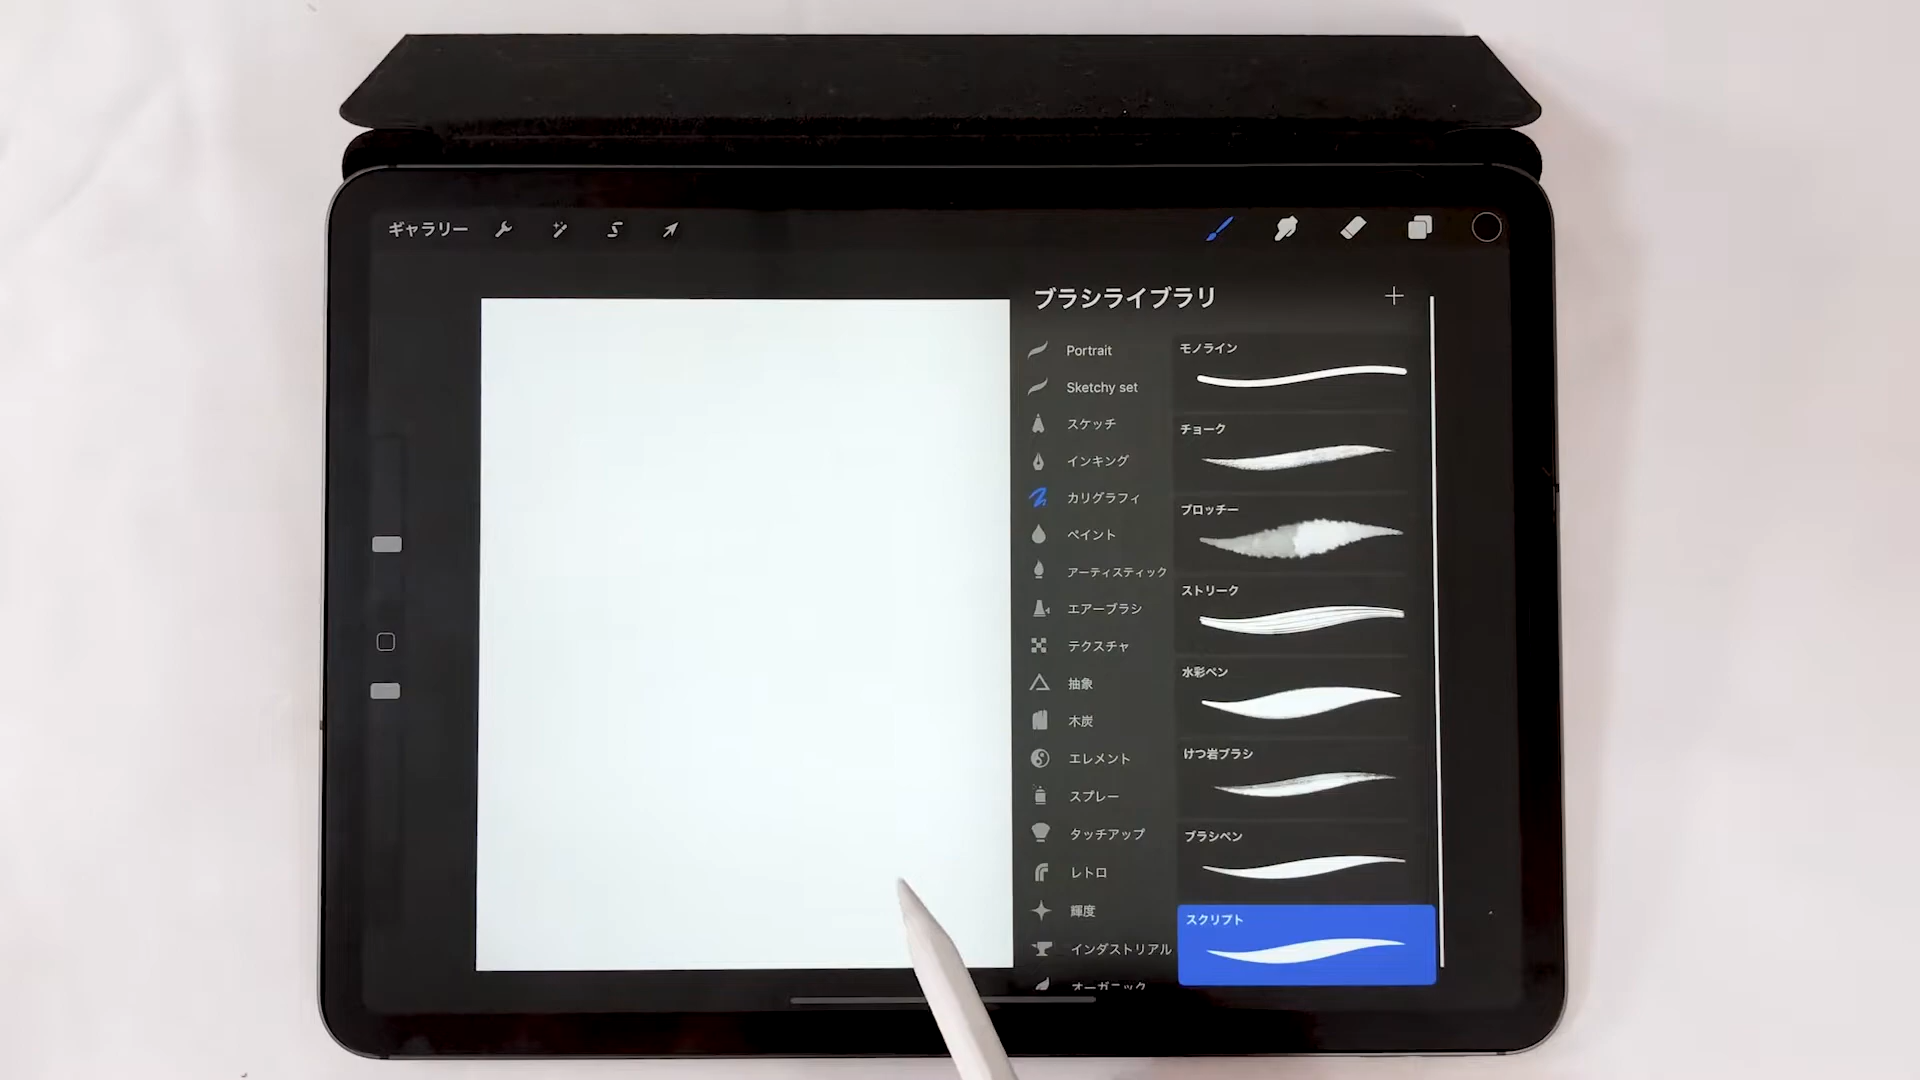 ギャラリー
ブラシライブラリ
Portrait
Sketchy set
スケッチ
インキング
カリグラフィ
ペイント
アーティスティック
エアーブラシ
テクスチャ
抽象
木炭
エレメント
スプレー
タッチアップ
レトロ
輝度
インダストリアル
オーガニック
モノライン
チョーク
ブロッチー
ストリーク
水彩ペン
けつ岩ブラシ
ブラシペン
スクリプト